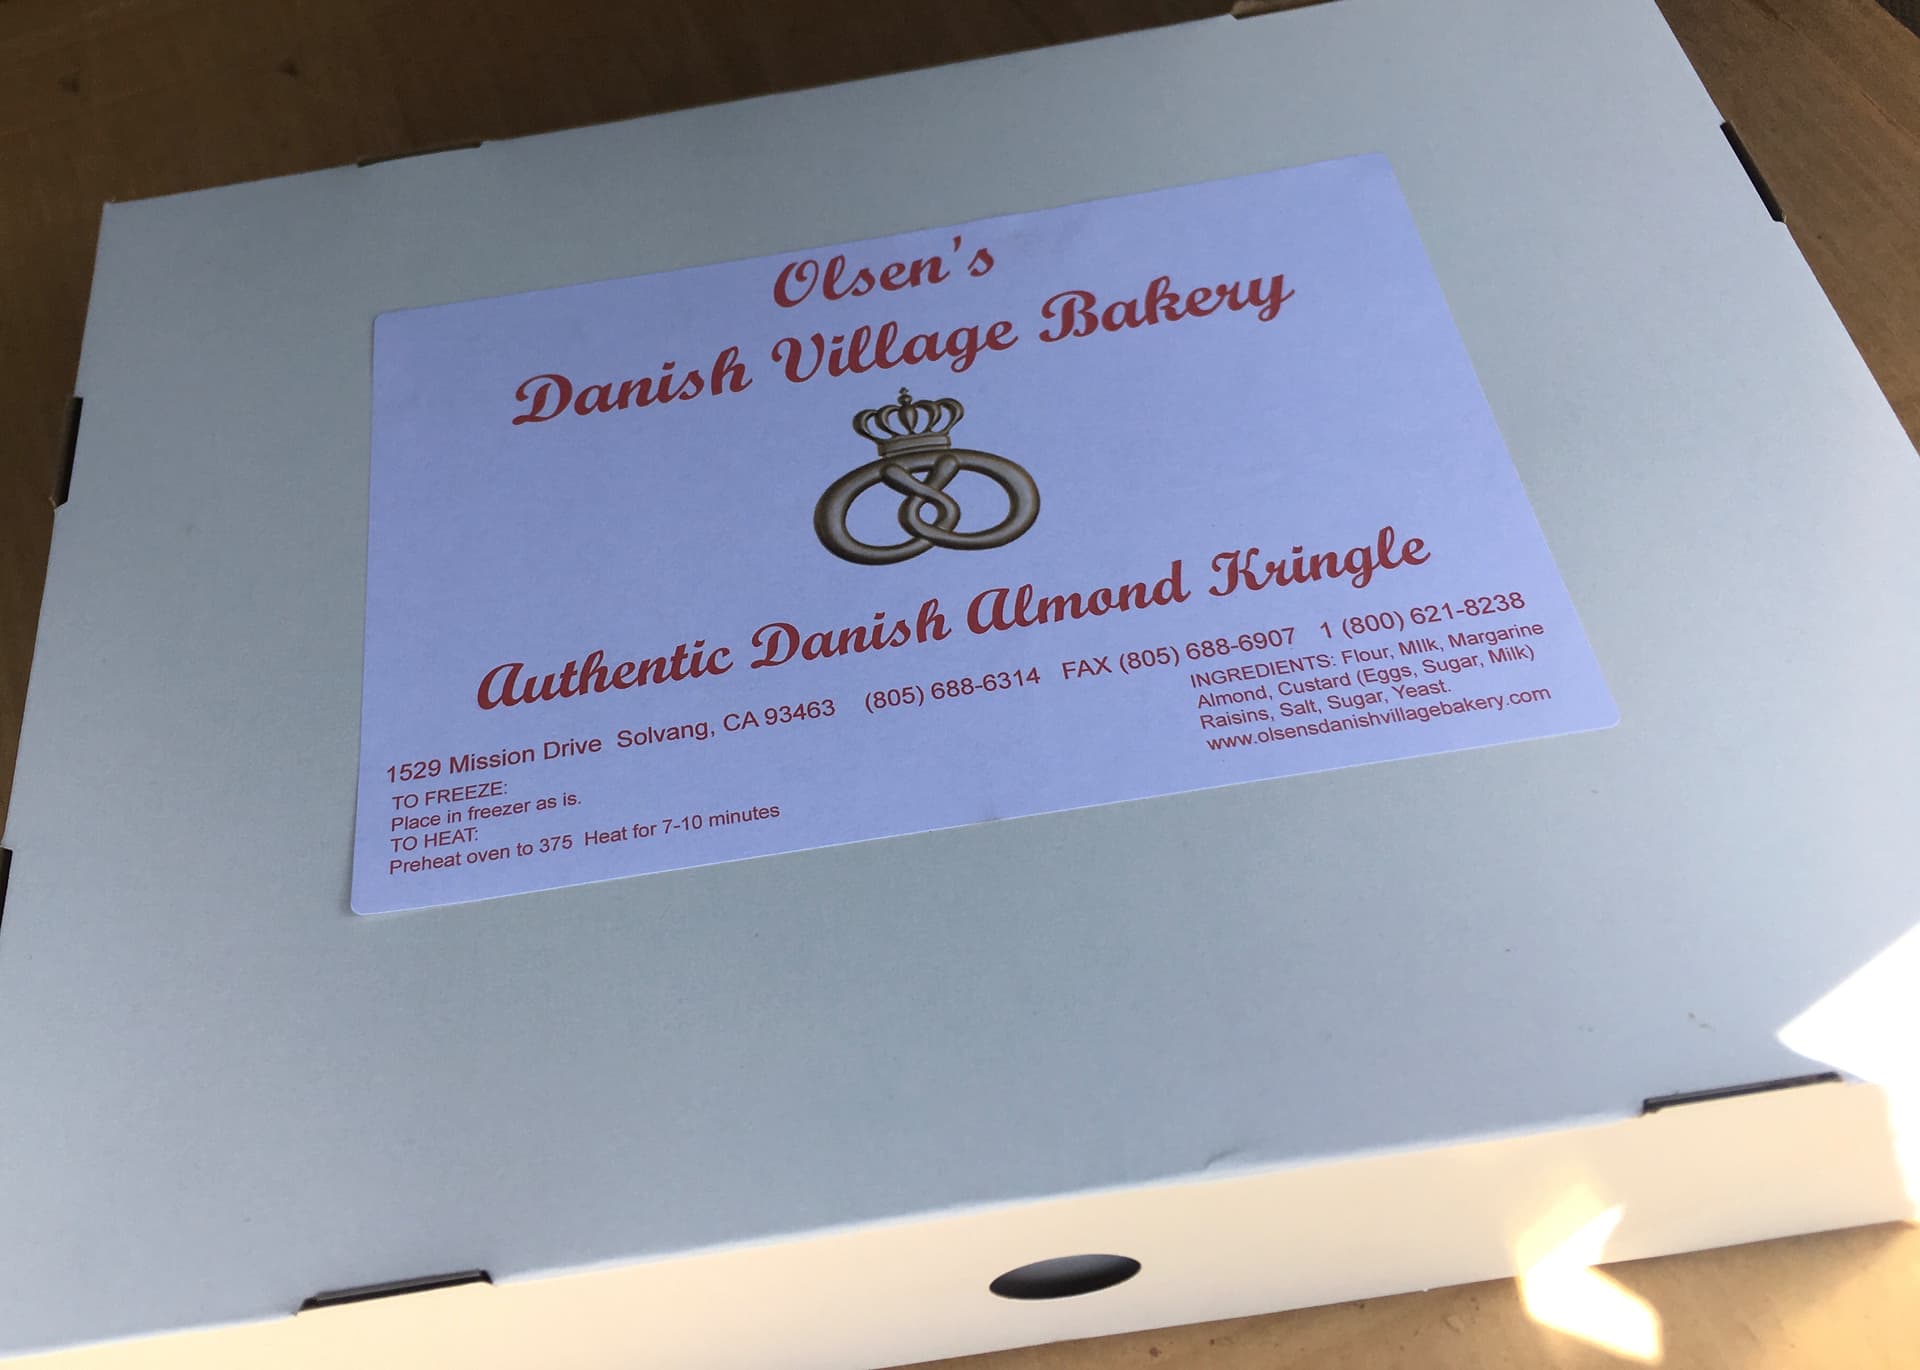 Olsen's
Danish Village Bakery
Authentic Danish Almond Kringle
1529 Mission Drive Solvang, CA 93463 (805) 688-6314 FAX (805) 688-6907 1 (800) 621-8238
TO FREEZE:
Place in freezer as is.
TO HEAT:
Preheat oven to 375 Heat for 7-10 minutes
INGREDIENTS: Flour, MIlk, Margarine
Almond, Custard (Eggs, Sugar, Milk)
Raisins, Salt, Sugar, Yeast.
www.olsensdanishvillagebakery.com